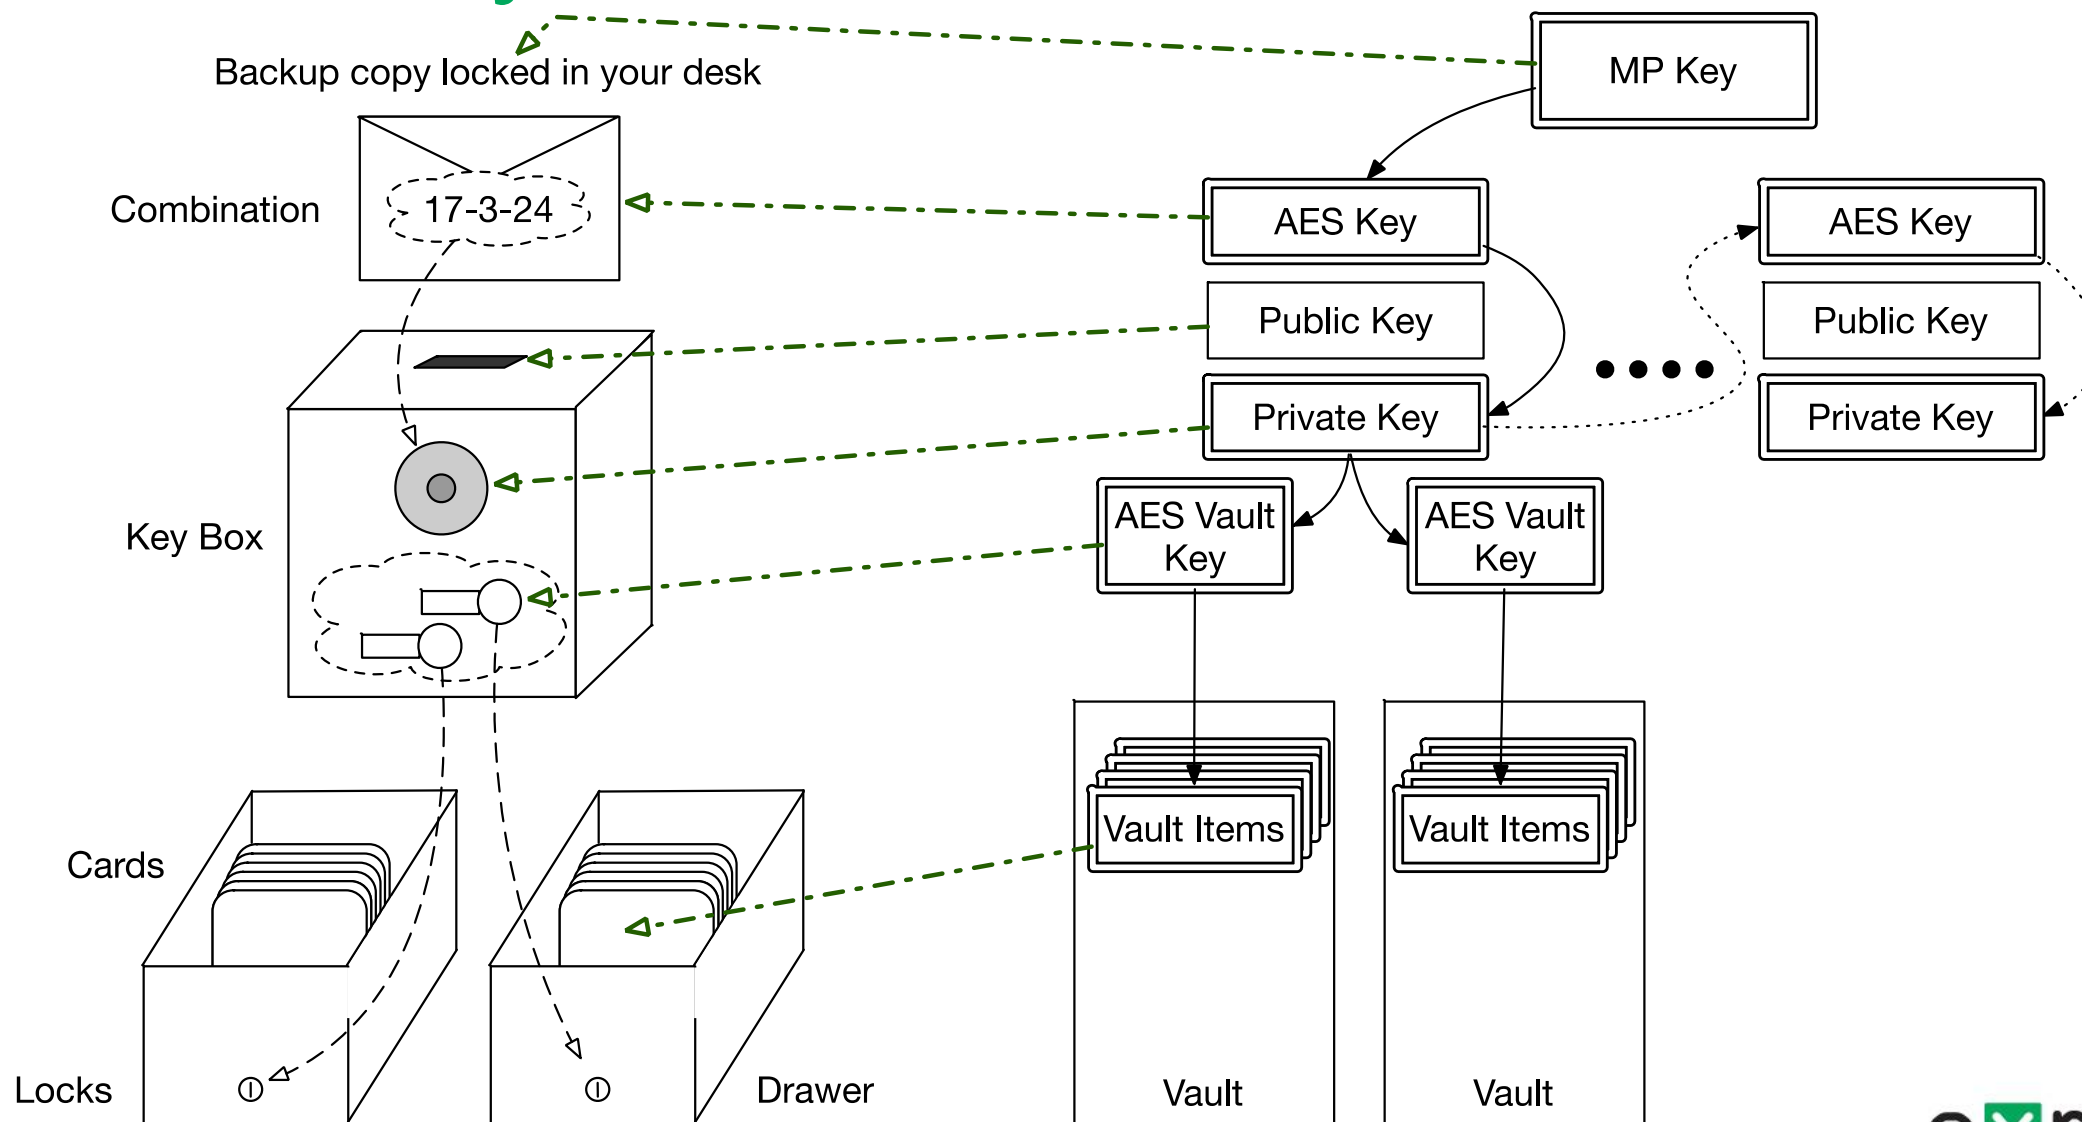 MP Key
Backup copy locked in your desk
Combination
17-3-24
AES Key
AES Key
Public Key
Public Key
Private Key
Private Key
Key Box
AES Vault
Key
AES Vault
Key
Cards
Vault Items
Vault Items
Locks
Drawer
Vault
Vault